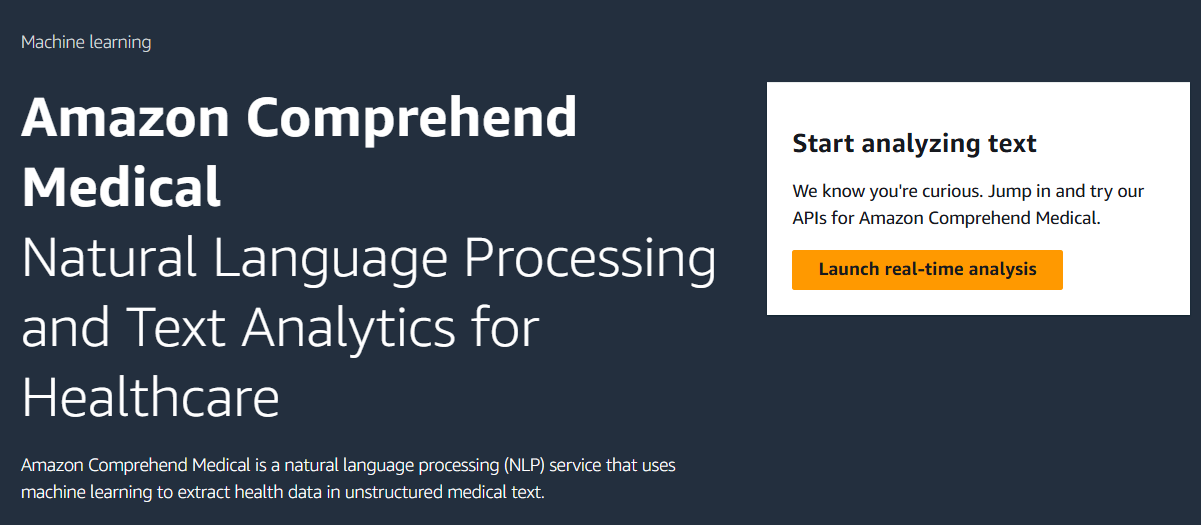 Machine learning
Amazon Comprehend
Medical
Natural Language Processing
and Text Analytics for
Healthcare
Amazon Comprehend Medical is a natural language processing (NLP) service that uses
machine learning to extract health data in unstructured medical text.
Start analyzing text
We know you're curious. Jump in and try our
APIs for Amazon Comprehend Medical.
Launch real-time analysis